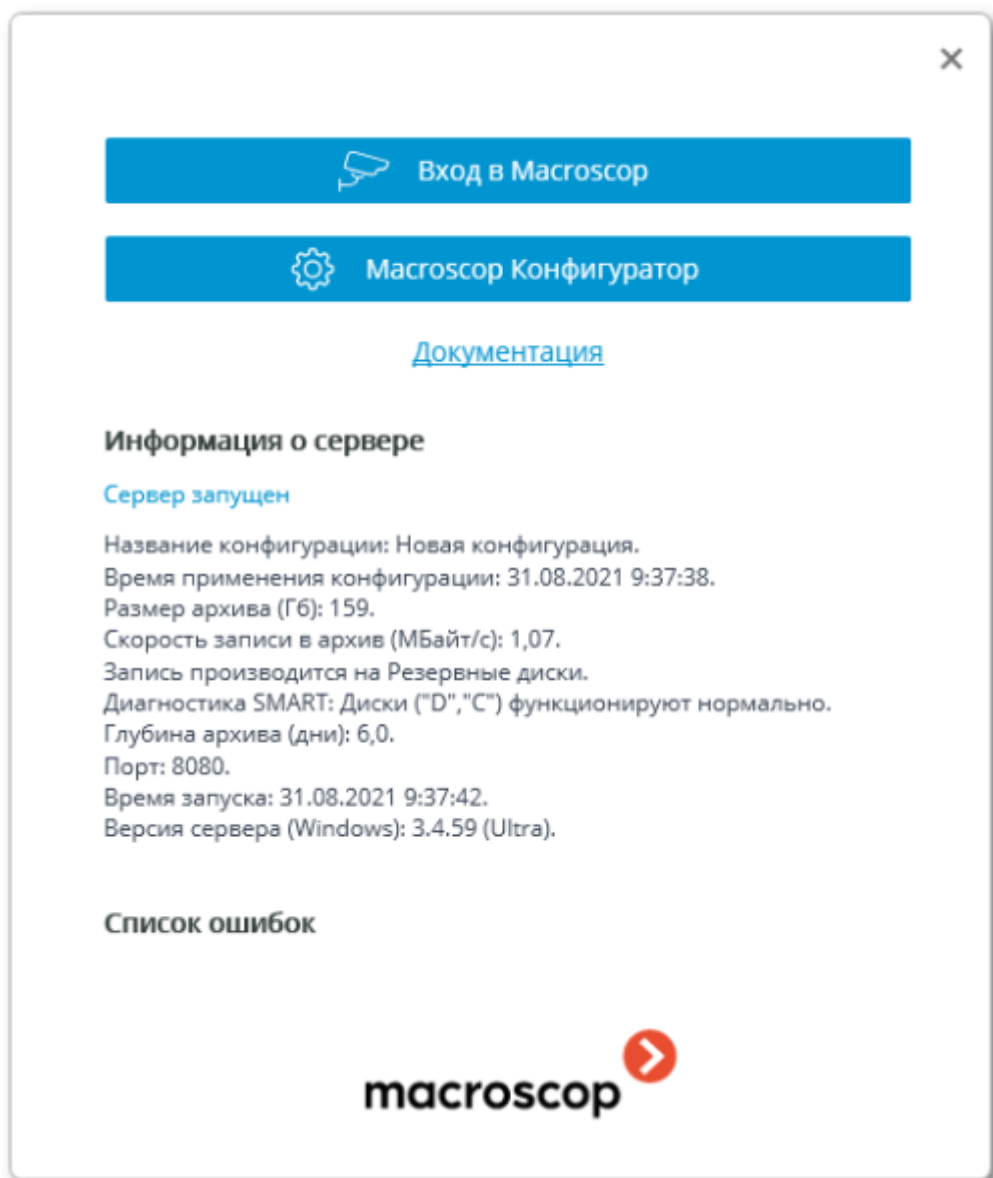 Вход в Macroscop
Macroscop Конфигуратор
Документация
Информация о сервере
Сервер запущен
Название конфигурации: Новая конфигурация.
Время применения конфигурации: 31.08.2021 9:37:38.
Размер архива (Гб): 159.
Скорость записи в архив (МБайт/с): 1,07.
Запись производится на Резервные диски.
Диагностика SMART: Диски ("D","C") функционируют нормально.
Глубина архива (дни): 6,0.
Порт: 8080.
Время запуска: 31.08.2021 9:37:42.
Версия сервера (Windows): 3.4.59 (Ultra).
Список ошибок
macroscop